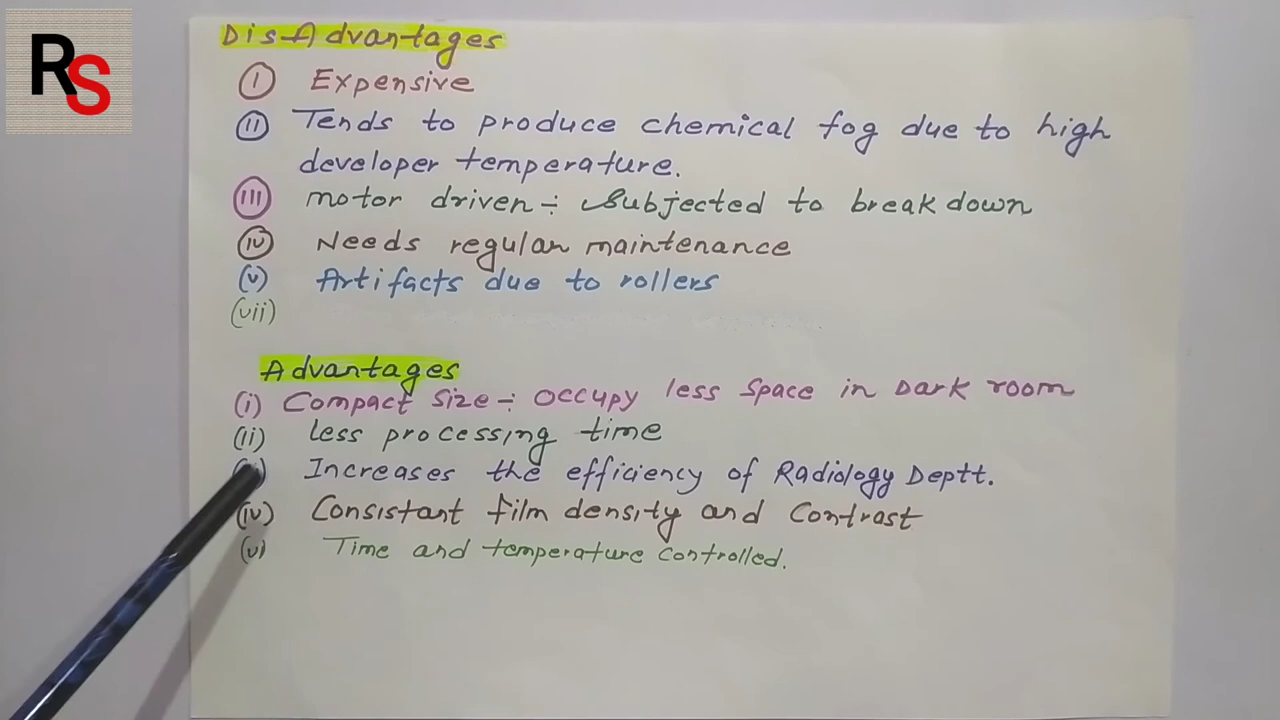 RS
DisAdvantages
(I) Expensive
(II) Tends to produce chemical fog due to high
developer temperature.
(III) motor driven :- Subjected to break down
(IV) Needs regular maintenance
(v) Artifacts due to rollers
(vii)
Advantages
(i) Compact size :- Occupy less space in Dark room
(ii) less processing time
Increases the efficiency of Radiology Deptt.
(iv) Consistant film density and Contrast
(v) Time and temperature controlled.